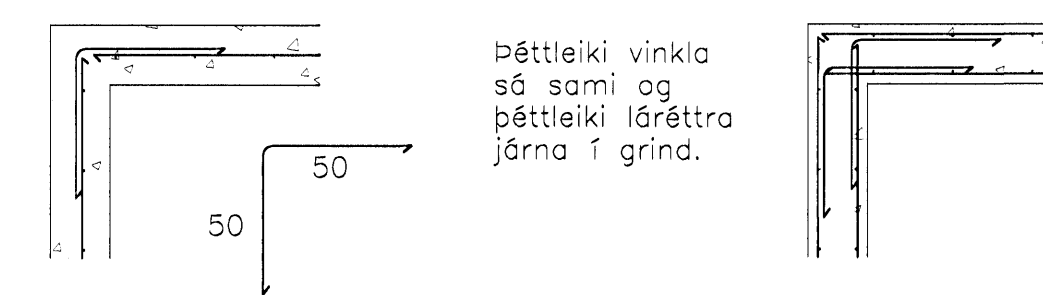 Þéttleiki vinkla
sá sami og
þéttleiki láréttra
járna í grind.
50
50